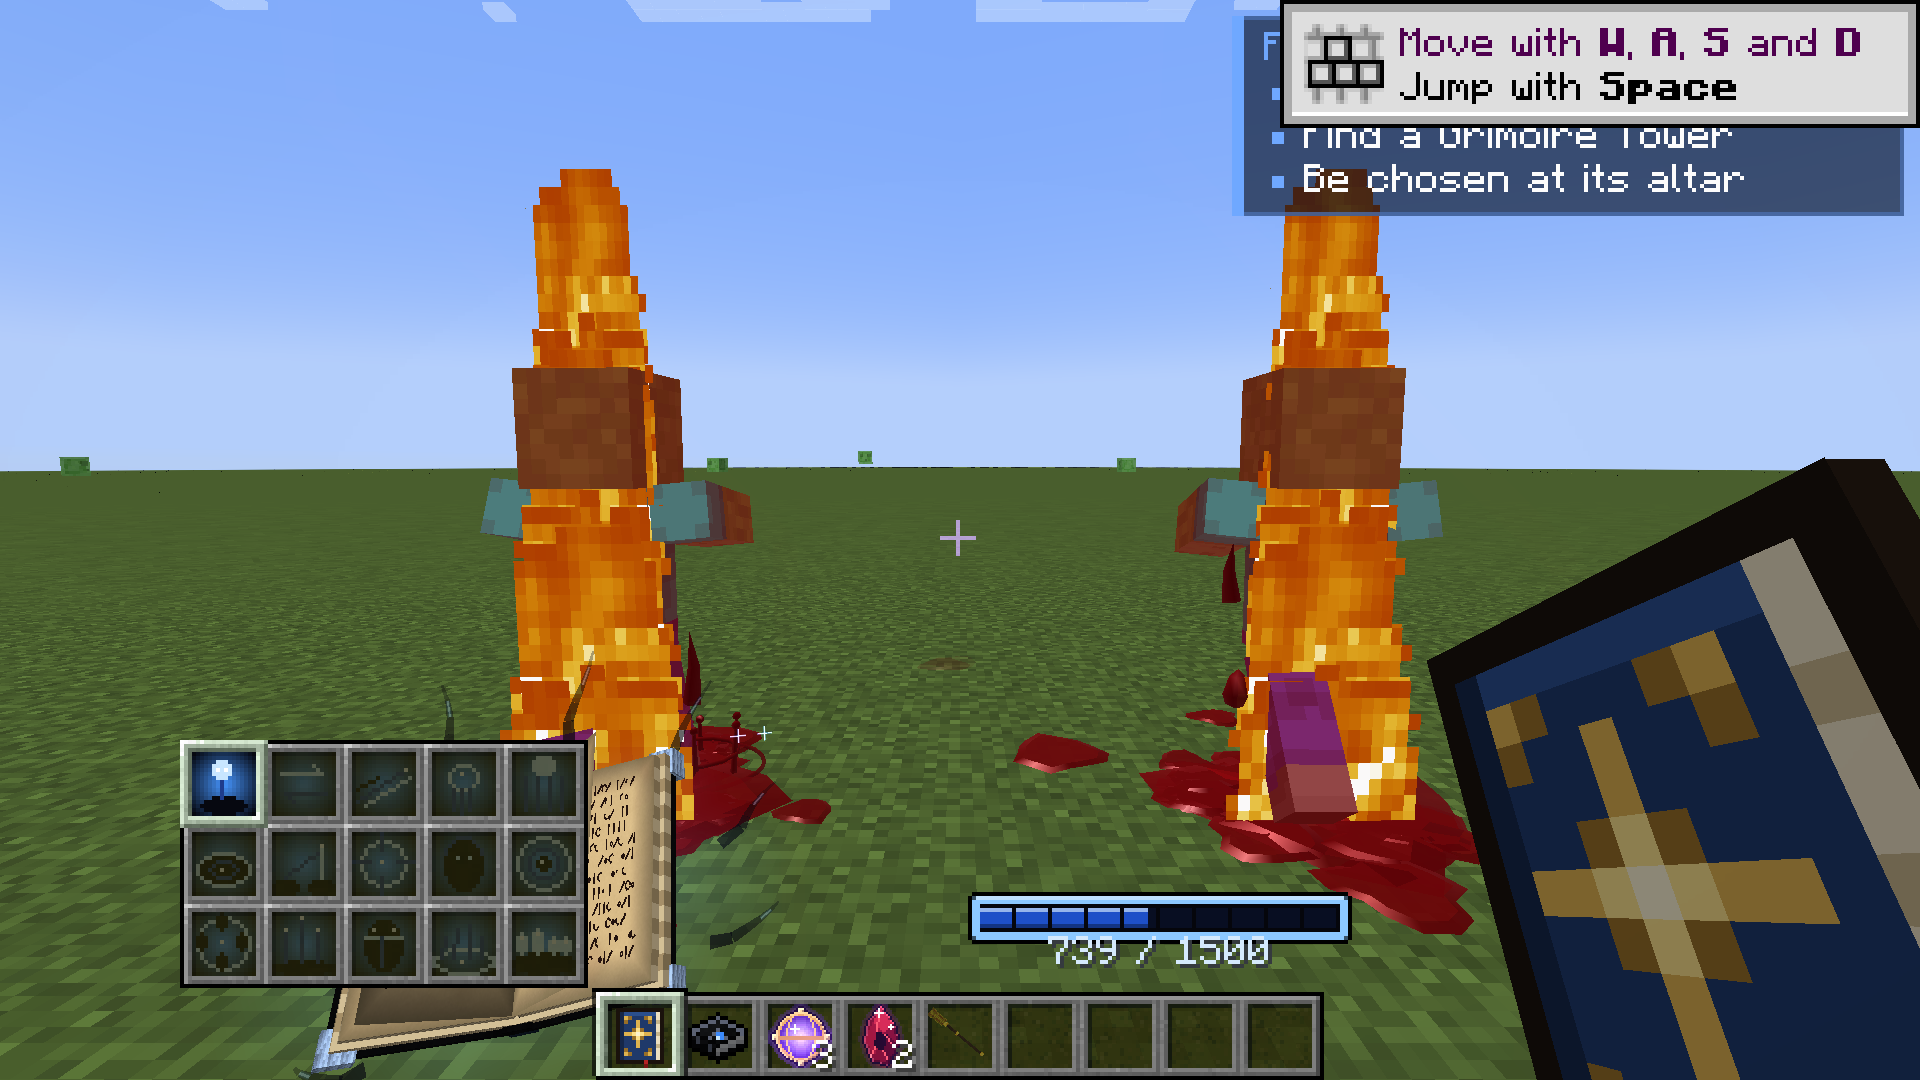 Move with W, A, S and D
Jump with Space
Find a Grimoire Tower
Be chosen at its altar
739 / 1500
3
2